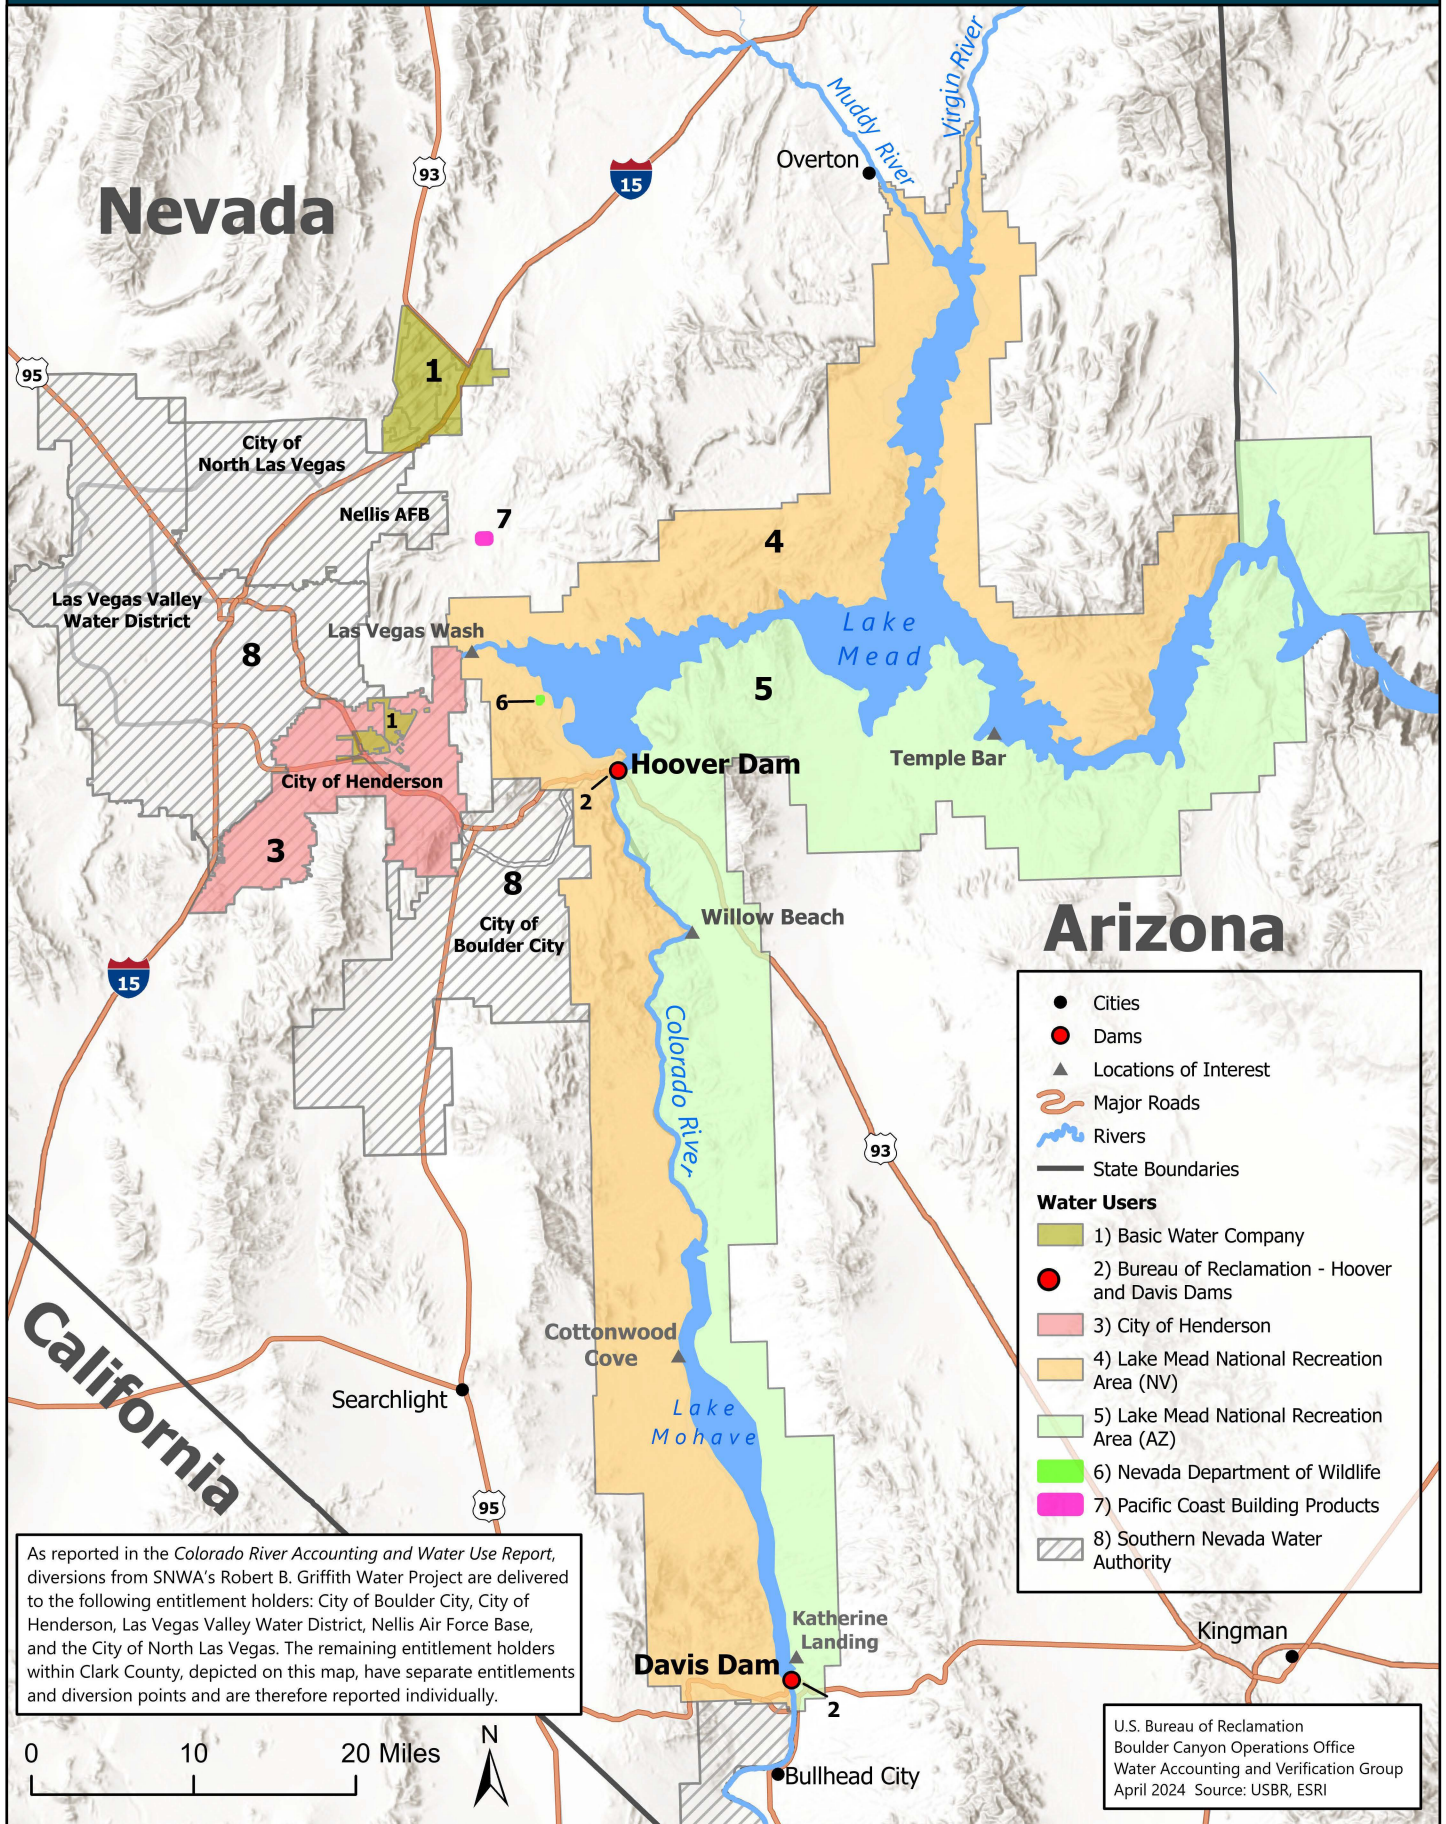 Virgin River
Muddy River
Overton
93
15
Nevada
95
1
City of
North Las Vegas
Nellis AFB
7
4
Las Vegas Valley
Water District
Las Vegas Wash
8
Lake
Mead
5
6
1
Temple Bar
City of Henderson
Hoover Dam
2
3
8
City of
Boulder City
Willow Beach
Arizona
15
Colorado River
93
California
Cottonwood
Cove
Searchlight
Lake
Mohave
95
Cities
Dams
Locations of Interest
Major Roads
Rivers
State Boundaries
Water Users
1) Basic Water Company
2) Bureau of Reclamation - Hoover
and Davis Dams
3) City of Henderson
4) Lake Mead National Recreation
Area (NV)
5) Lake Mead National Recreation
Area (AZ)
6) Nevada Department of Wildlife
7) Pacific Coast Building Products
8) Southern Nevada Water
Authority
As reported in the Colorado River Accounting and Water Use Report,
diversions from SNWA's Robert B. Griffith Water Project are delivered
to the following entitlement holders: City of Boulder City, City of
Henderson, Las Vegas Valley Water District, Nellis Air Force Base,
and the City of North Las Vegas. The remaining entitlement holders
within Clark County, depicted on this map, have separate entitlements
and diversion points and are therefore reported individually.
Katherine
Landing
Davis Dam
2
Kingman
Bullhead City
N
0 10 20 Miles
U.S. Bureau of Reclamation
Boulder Canyon Operations Office
Water Accounting and Verification Group
April 2024 Source: USBR, ESRI